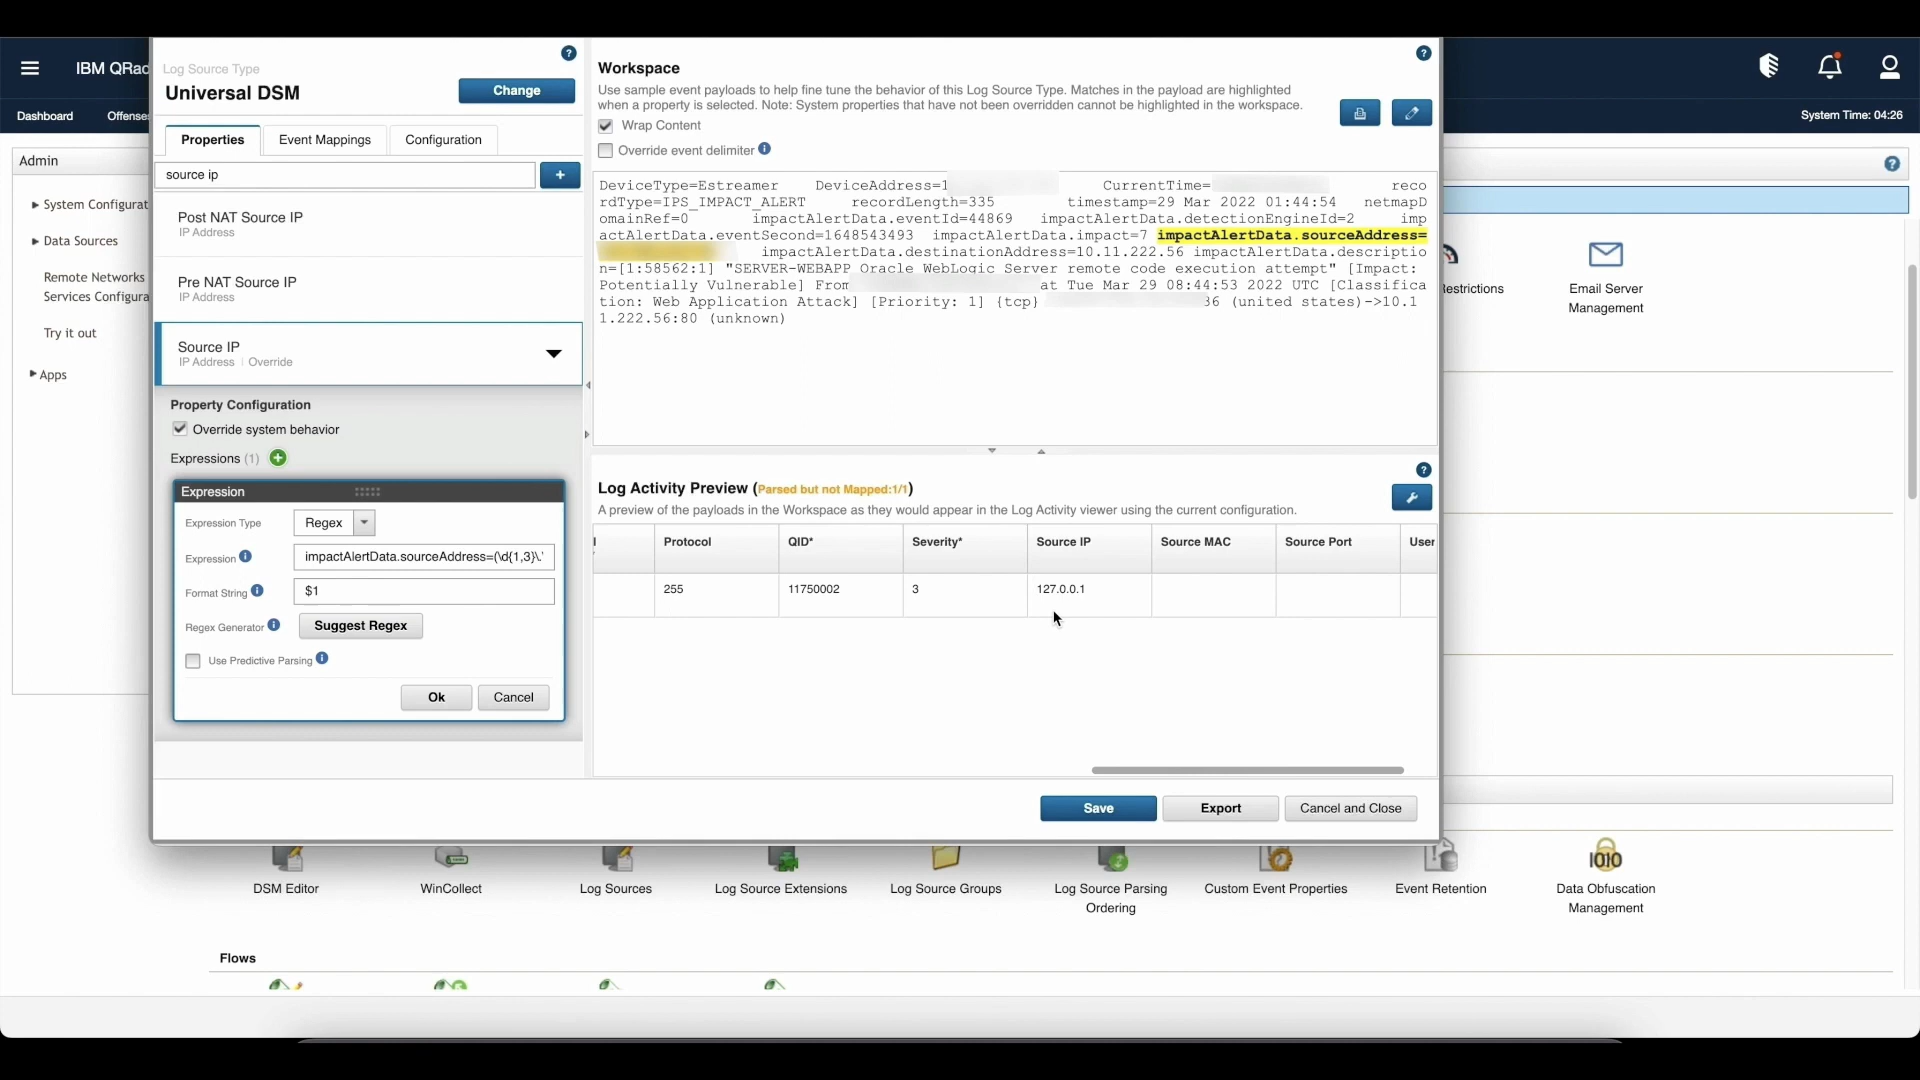 IBM QRad
System Time: 04:26
Dashboard
Offense
Admin
System Configurat
Data Sources
Remote Networks
Services Configura
Try it out
Apps
Log Source Type
Universal DSM
Change
Properties
Event Mappings
Configuration
source ip
Post NAT Source IP
IP Address
Pre NAT Source IP
IP Address
Source IP
IP Address | Override
Property Configuration
Override system behavior
Expressions (1)
Expression
Expression Type
Regex
Expression
impactAlertData.sourceAddress=(\d{1,3}\.'
Format String
$1
Regex Generator
Suggest Regex
Use Predictive Parsing
Ok
Cancel
Workspace
Use sample event payloads to help fine tune the behavior of this Log Source Type. Matches in the payload are highlighted
when a property is selected. Note: System properties that have not been overridden cannot be highlighted in the workspace.
Wrap Content
Override event delimiter
DeviceType=Estreamer DeviceAddress=1 CurrentTime= reco
rdType=IPS_IMPACT_ALERT recordLength=335 timestamp=29 Mar 2022 01:44:54 netmapD
omainRef=0 impactAlertData.eventId=44869 impactAlertData.detectionEngineId=2 imp
actAlertData.eventSecond=1648543493 impactAlertData.impact=7 impactAlertData.sourceAddress=
impactAlertData.destinationAddress=10.11.222.56 impactAlertData.descriptio
n=[1:58562:1] "SERVER-WEBAPP Oracle WebLogic Server remote code execution attempt" [Impact:
Potentially Vulnerable] From at Tue Mar 29 08:44:53 2022 UTC [Classifica
tion: Web Application Attack] [Priority: 1] {tcp} 36 (united states)->10.1
1.222.56:80 (unknown)
Log Activity Preview (Parsed but not Mapped:1/1)
A preview of the payloads in the Workspace as they would appear in the Log Activity viewer using the current configuration.
Protocol
QID*
Severity*
Source IP
Source MAC
Source Port
User
255
11750002
3
127.0.0.1
Save
Export
Cancel and Close
Restrictions
Email Server
Management
DSM Editor
WinCollect
Log Sources
Log Source Extensions
Log Source Groups
Log Source Parsing
Ordering
Custom Event Properties
Event Retention
Data Obfuscation
Management
Flows